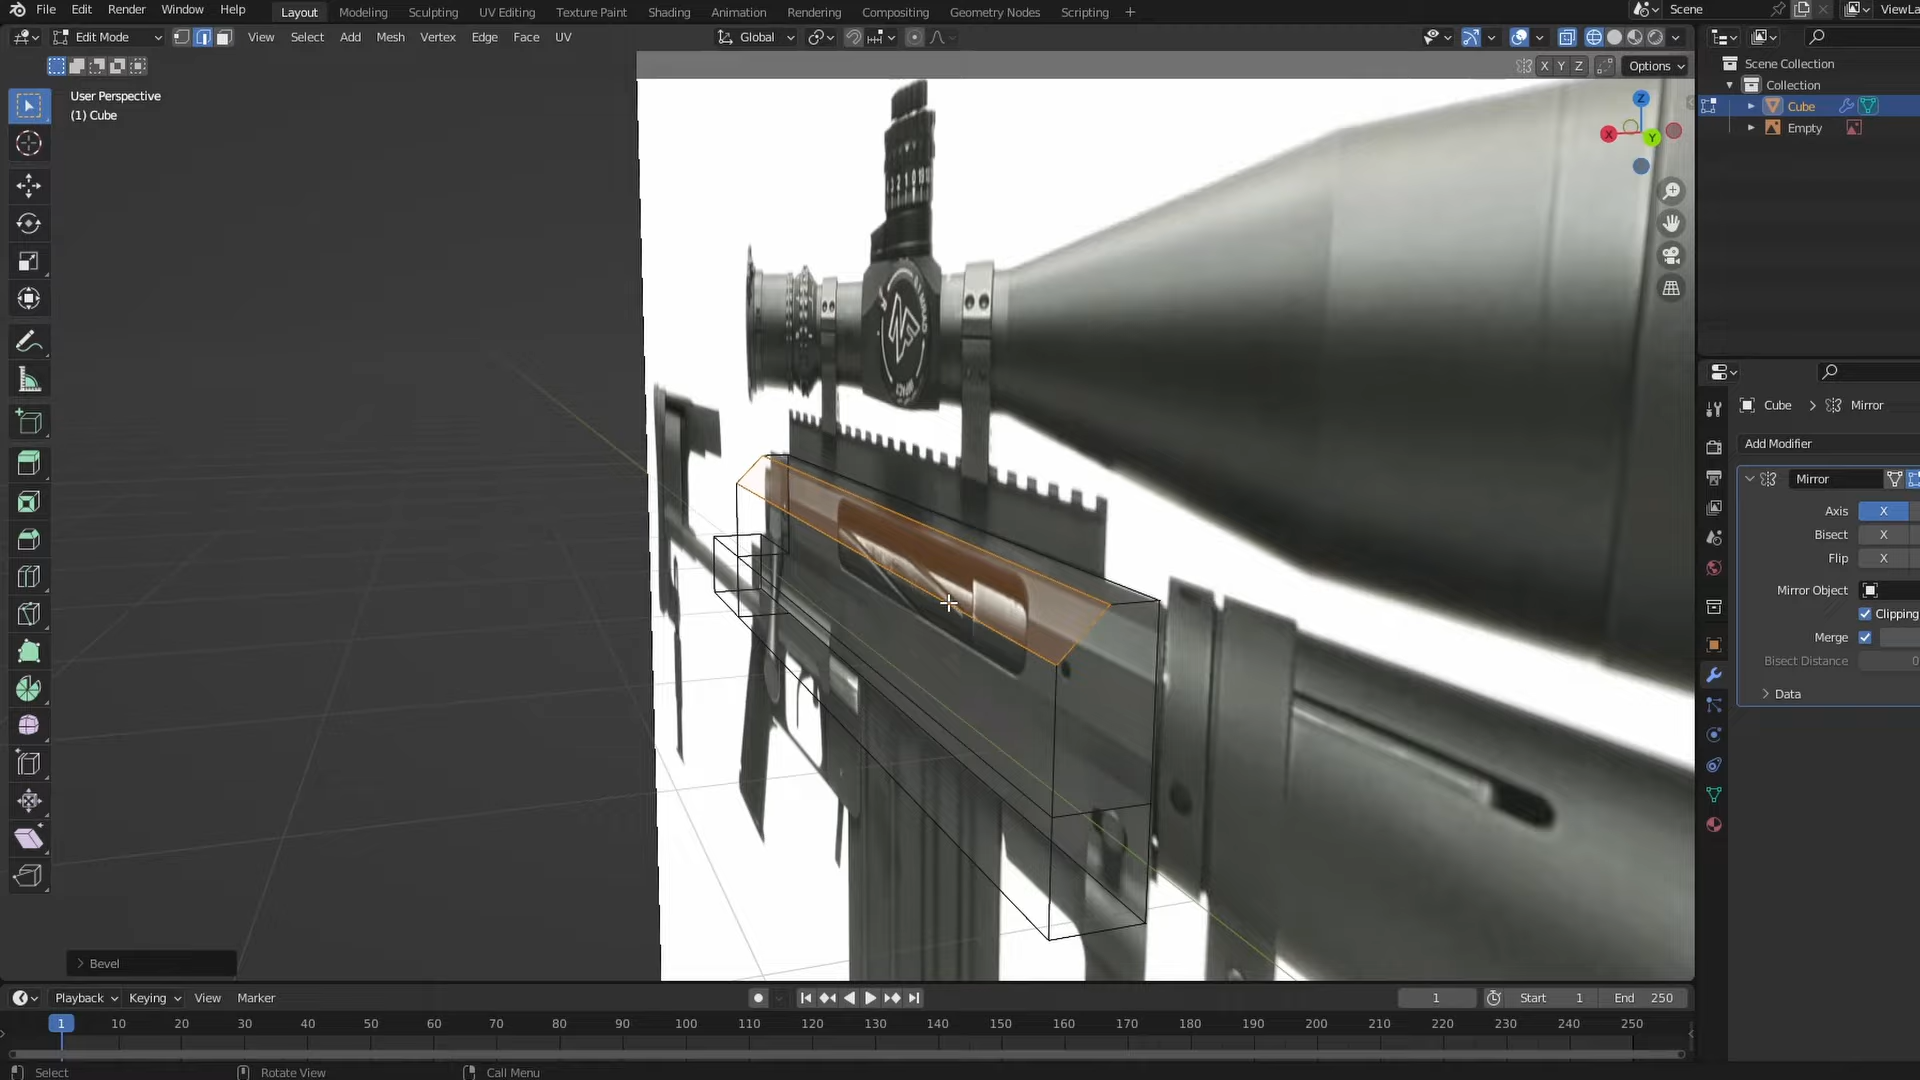 File Edit Render Window Help Layout Modeling Sculpting UV Editing Texture Paint Shading Animation Rendering Compositing Geometry Nodes Scripting + Scene ViewLa
Edit Mode View Select Add Mesh Vertex Edge Face UV Global
X Y Z Options
Scene Collection
Collection
Cube
Empty
User Perspective
(1) Cube
Z
X
Y
Cube > Mirror
Add Modifier
Mirror
Axis X
Bisect X
Flip X
Mirror Object
Clipping
Merge
Bisect Distance 0
Data
Bevel
Playback Keying View Marker 1 Start 1 End 250
1 10 20 30 40 50 60 70 80 90 100 110 120 130 140 150 160 170 180 190 200 210 220 230 240 250
Select Rotate View Call Menu